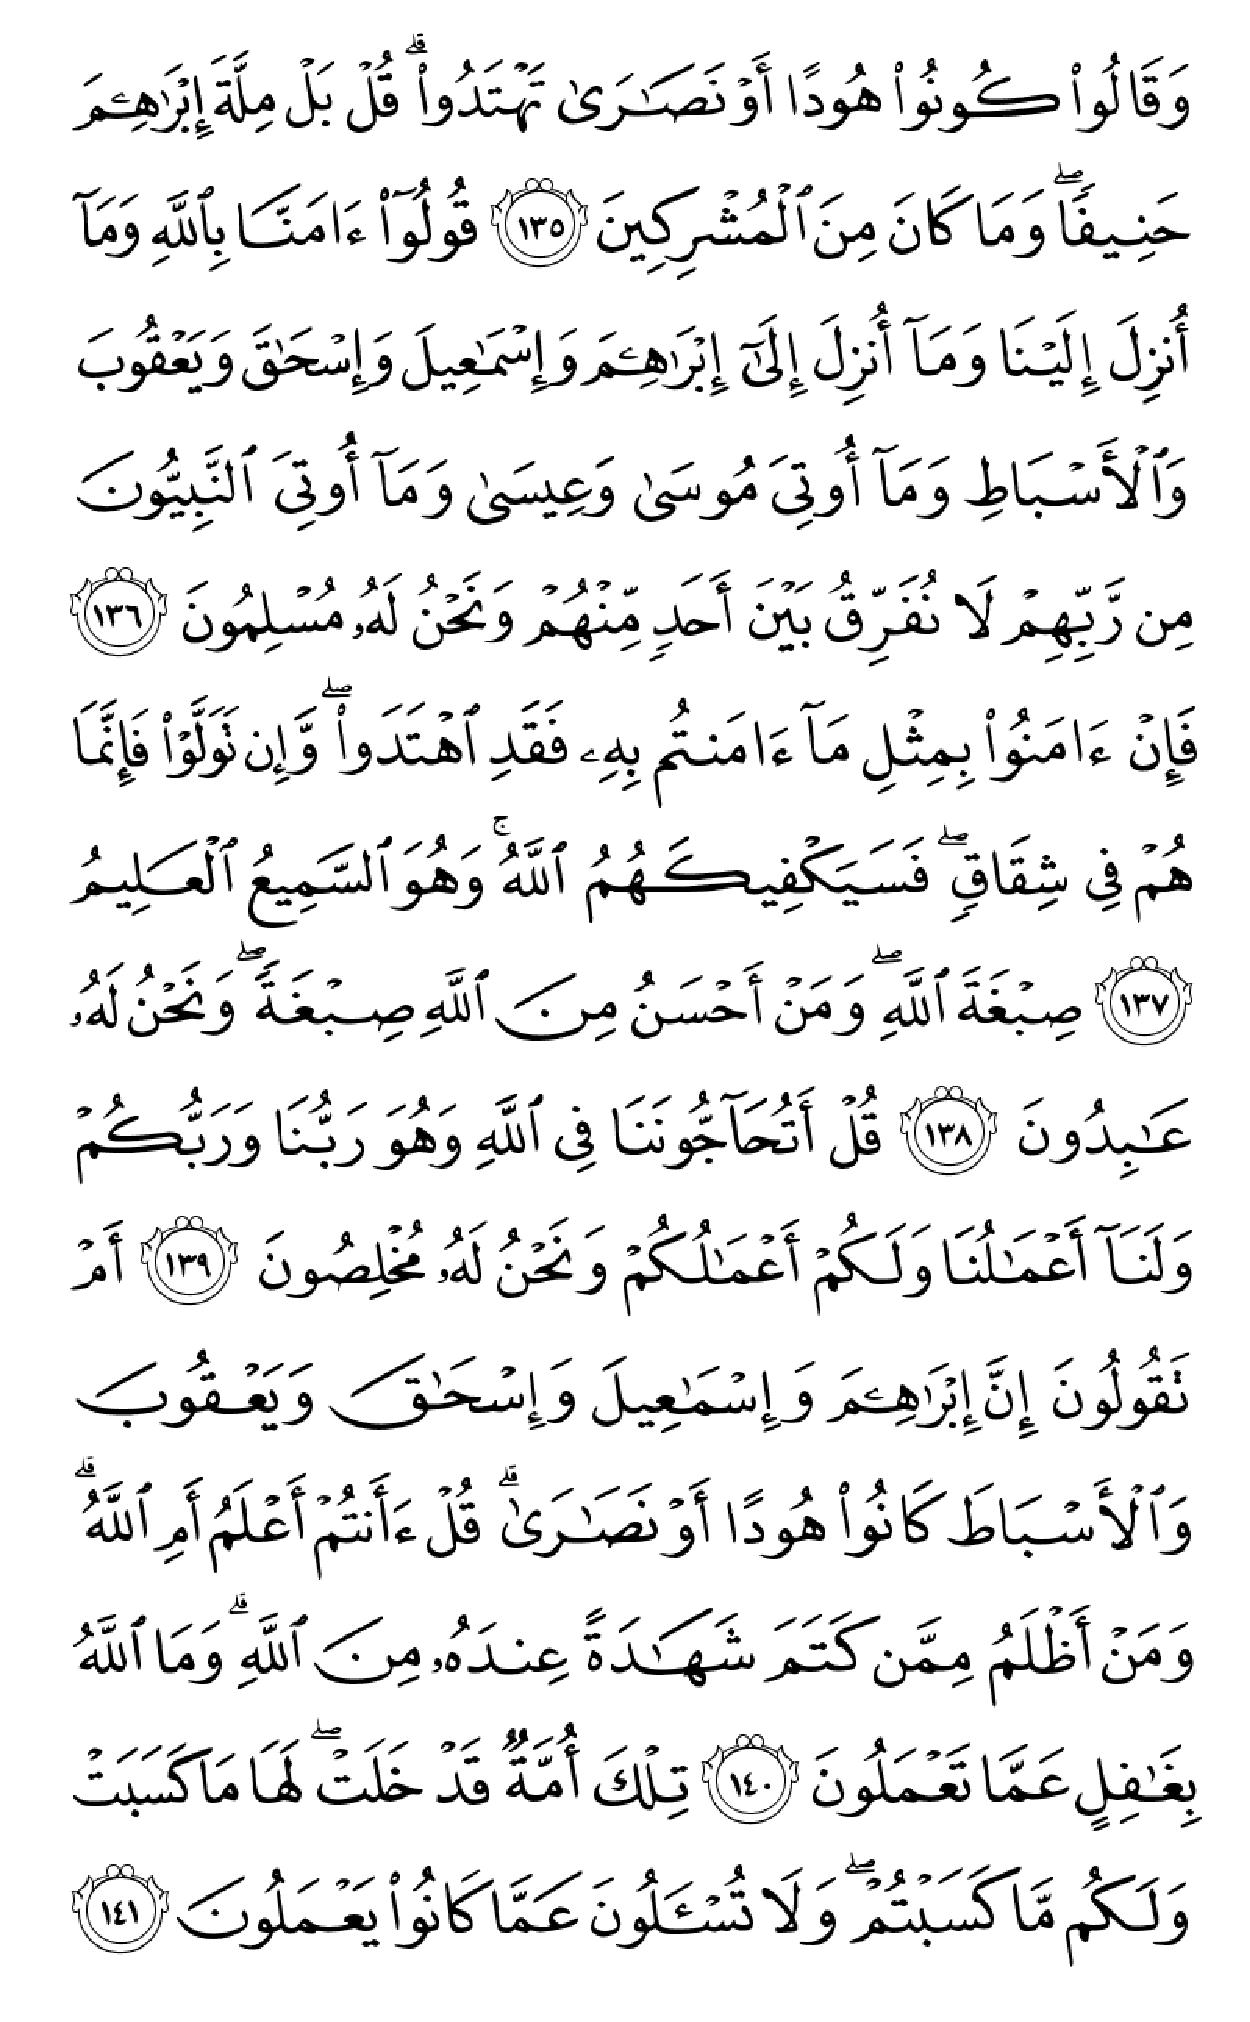 وَقَالُوا۟ كُونُوا۟ هُودًا أَوْ نَصَـٰرَىٰ تَهْتَدُوا۟ ۗ قُلْ بَلْ مِلَّةَ إِبْرَٰهِـۧمَ
حَنِيفًا ۖ وَمَا كَانَ مِنَ ٱلْمُشْرِكِينَ ١٣٥ قُولُوٓا۟ ءَامَنَّا بِٱللَّهِ وَمَآ
أُنزِلَ إِلَيْنَا وَمَآ أُنزِلَ إِلَىٰٓ إِبْرَٰهِـۧمَ وَإِسْمَـٰعِيلَ وَإِسْحَـٰقَ وَيَعْقُوبَ
وَٱلْأَسْبَاطِ وَمَآ أُوتِىَ مُوسَىٰ وَعِيسَىٰ وَمَآ أُوتِىَ ٱلنَّبِيُّونَ
مِن رَّبِّهِمْ لَا نُفَرِّقُ بَيْنَ أَحَدٍ مِّنْهُمْ وَنَحْنُ لَهُۥ مُسْلِمُونَ ١٣٦
فَإِنْ ءَامَنُوا۟ بِمِثْلِ مَآ ءَامَنتُم بِهِۦ فَقَدِ ٱهْتَدَوا۟ ۖ وَّإِن تَوَلَّوْا۟ فَإِنَّمَا
هُمْ فِى شِقَاقٍ ۖ فَسَيَكْفِيكَهُمُ ٱللَّهُ ۚ وَهُوَ ٱلسَّمِيعُ ٱلْعَلِيمُ
١٣٧ صِبْغَةَ ٱللَّهِ ۖ وَمَنْ أَحْسَنُ مِنَ ٱللَّهِ صِبْغَةً ۖ وَنَحْنُ لَهُۥ
عَـٰبِدُونَ ١٣٨ قُلْ أَتُحَآجُّونَنَا فِى ٱللَّهِ وَهُوَ رَبُّنَا وَرَبُّكُمْ
وَلَنَآ أَعْمَـٰلُنَا وَلَكُمْ أَعْمَـٰلُكُمْ وَنَحْنُ لَهُۥ مُخْلِصُونَ ١٣٩ أَمْ
تَقُولُونَ إِنَّ إِبْرَٰهِـۧمَ وَإِسْمَـٰعِيلَ وَإِسْحَـٰقَ وَيَعْقُوبَ
وَٱلْأَسْبَاطَ كَانُوا۟ هُودًا أَوْ نَصَـٰرَىٰ ۗ قُلْ ءَأَنتُمْ أَعْلَمُ أَمِ ٱللَّهُ ۗ
وَمَنْ أَظْلَمُ مِمَّن كَتَمَ شَهَـٰدَةً عِندَهُۥ مِنَ ٱللَّهِ ۗ وَمَا ٱللَّهُ
بِغَـٰفِلٍ عَمَّا تَعْمَلُونَ ١٤٠ تِلْكَ أُمَّةٌ قَدْ خَلَتْ ۖ لَهَا مَا كَسَبَتْ
وَلَكُم مَّا كَسَبْتُمْ ۖ وَلَا تُسْـَٔلُونَ عَمَّا كَانُوا۟ يَعْمَلُونَ ١٤١